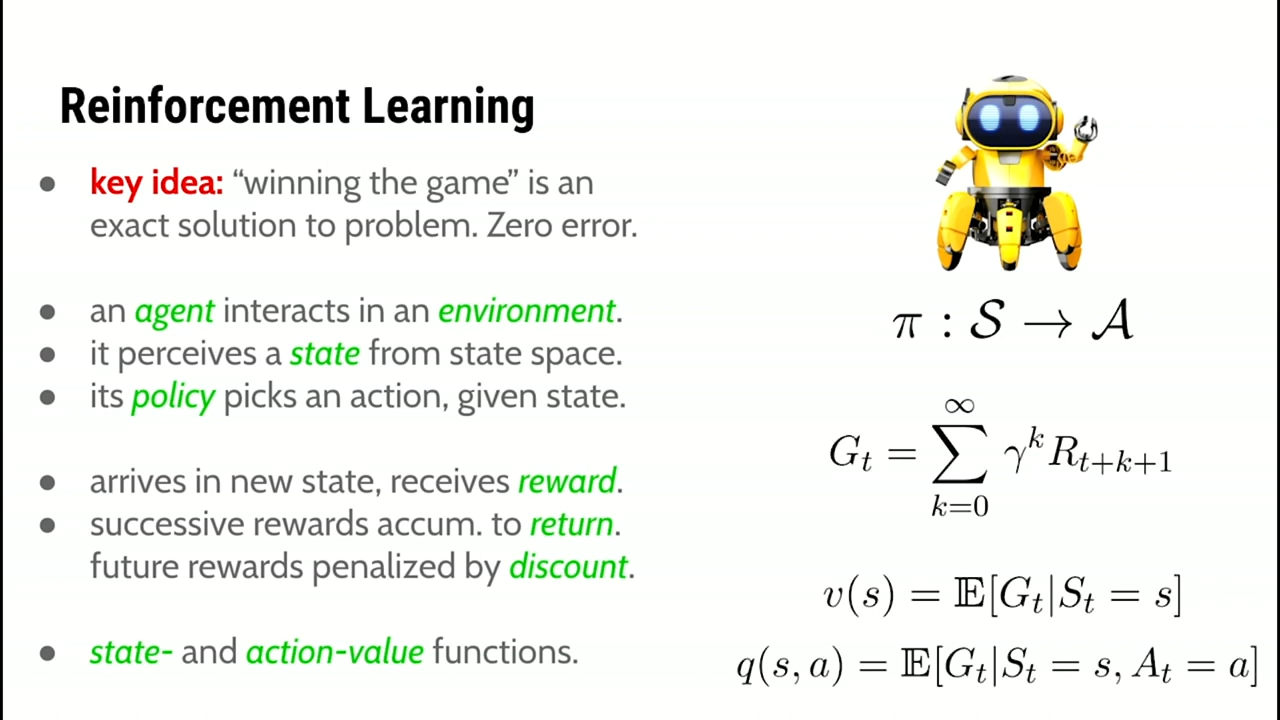 Reinforcement Learning
● key idea: “winning the game” is an
exact solution to problem. Zero error.
● an agent interacts in an environment.
● it perceives a state from state space.
● its policy picks an action, given state.
● arrives in new state, receives reward.
● successive rewards accum. to return.
future rewards penalized by discount.
● state- and action-value functions.
π : 𝒮 → 𝒜
∞
G_t = ∑ γ^k R_{t+k+1}
k=0
v(s) = 𝔼[G_t|S_t = s]
q(s, a) = 𝔼[G_t|S_t = s, A_t = a]